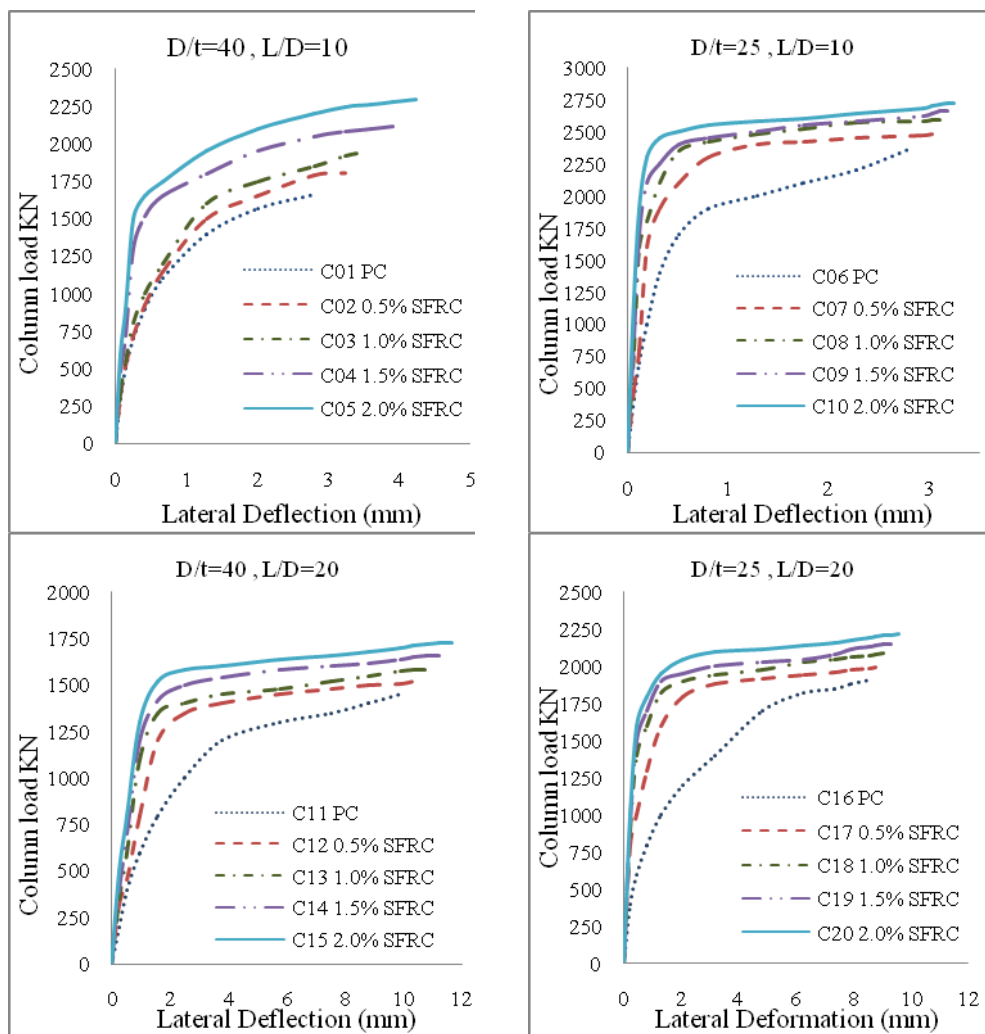 D/t=40 , L/D=10
2500
2250
2000
1750
1500
1250
1000
750
500
250
0
Column load KN
C01 PC
C02 0.5% SFRC
C03 1.0% SFRC
C04 1.5% SFRC
C05 2.0% SFRC
0 1 2 3 4 5
Lateral Deflection (mm)
D/t=25 , L/D=10
3000
2750
2500
2250
2000
1750
1500
1250
1000
750
500
250
0
Column load KN
C06 PC
C07 0.5% SFRC
C08 1.0% SFRC
C09 1.5% SFRC
C10 2.0% SFRC
0 1 2 3
Lateral Deflection (mm)
D/t=40 , L/D=20
2000
1750
1500
1250
1000
750
500
250
0
Column load KN
C11 PC
C12 0.5% SFRC
C13 1.0% SFRC
C14 1.5% SFRC
C15 2.0% SFRC
0 2 4 6 8 10 12
Lateral Deflection (mm)
D/t=25 , L/D=20
2500
2250
2000
1750
1500
1250
1000
750
500
250
0
Column load KN
C16 PC
C17 0.5% SFRC
C18 1.0% SFRC
C19 1.5% SFRC
C20 2.0% SFRC
0 2 4 6 8 10 12
Lateral Deformation (mm)